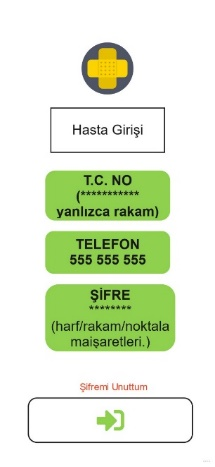 Hasta Girişi
T.C. NO
(***********
yanlızca rakam)
TELEFON
555 555 555
ŞİFRE
********
(harf/rakam/noktala
maişaretleri.)
Şifremi Unuttum